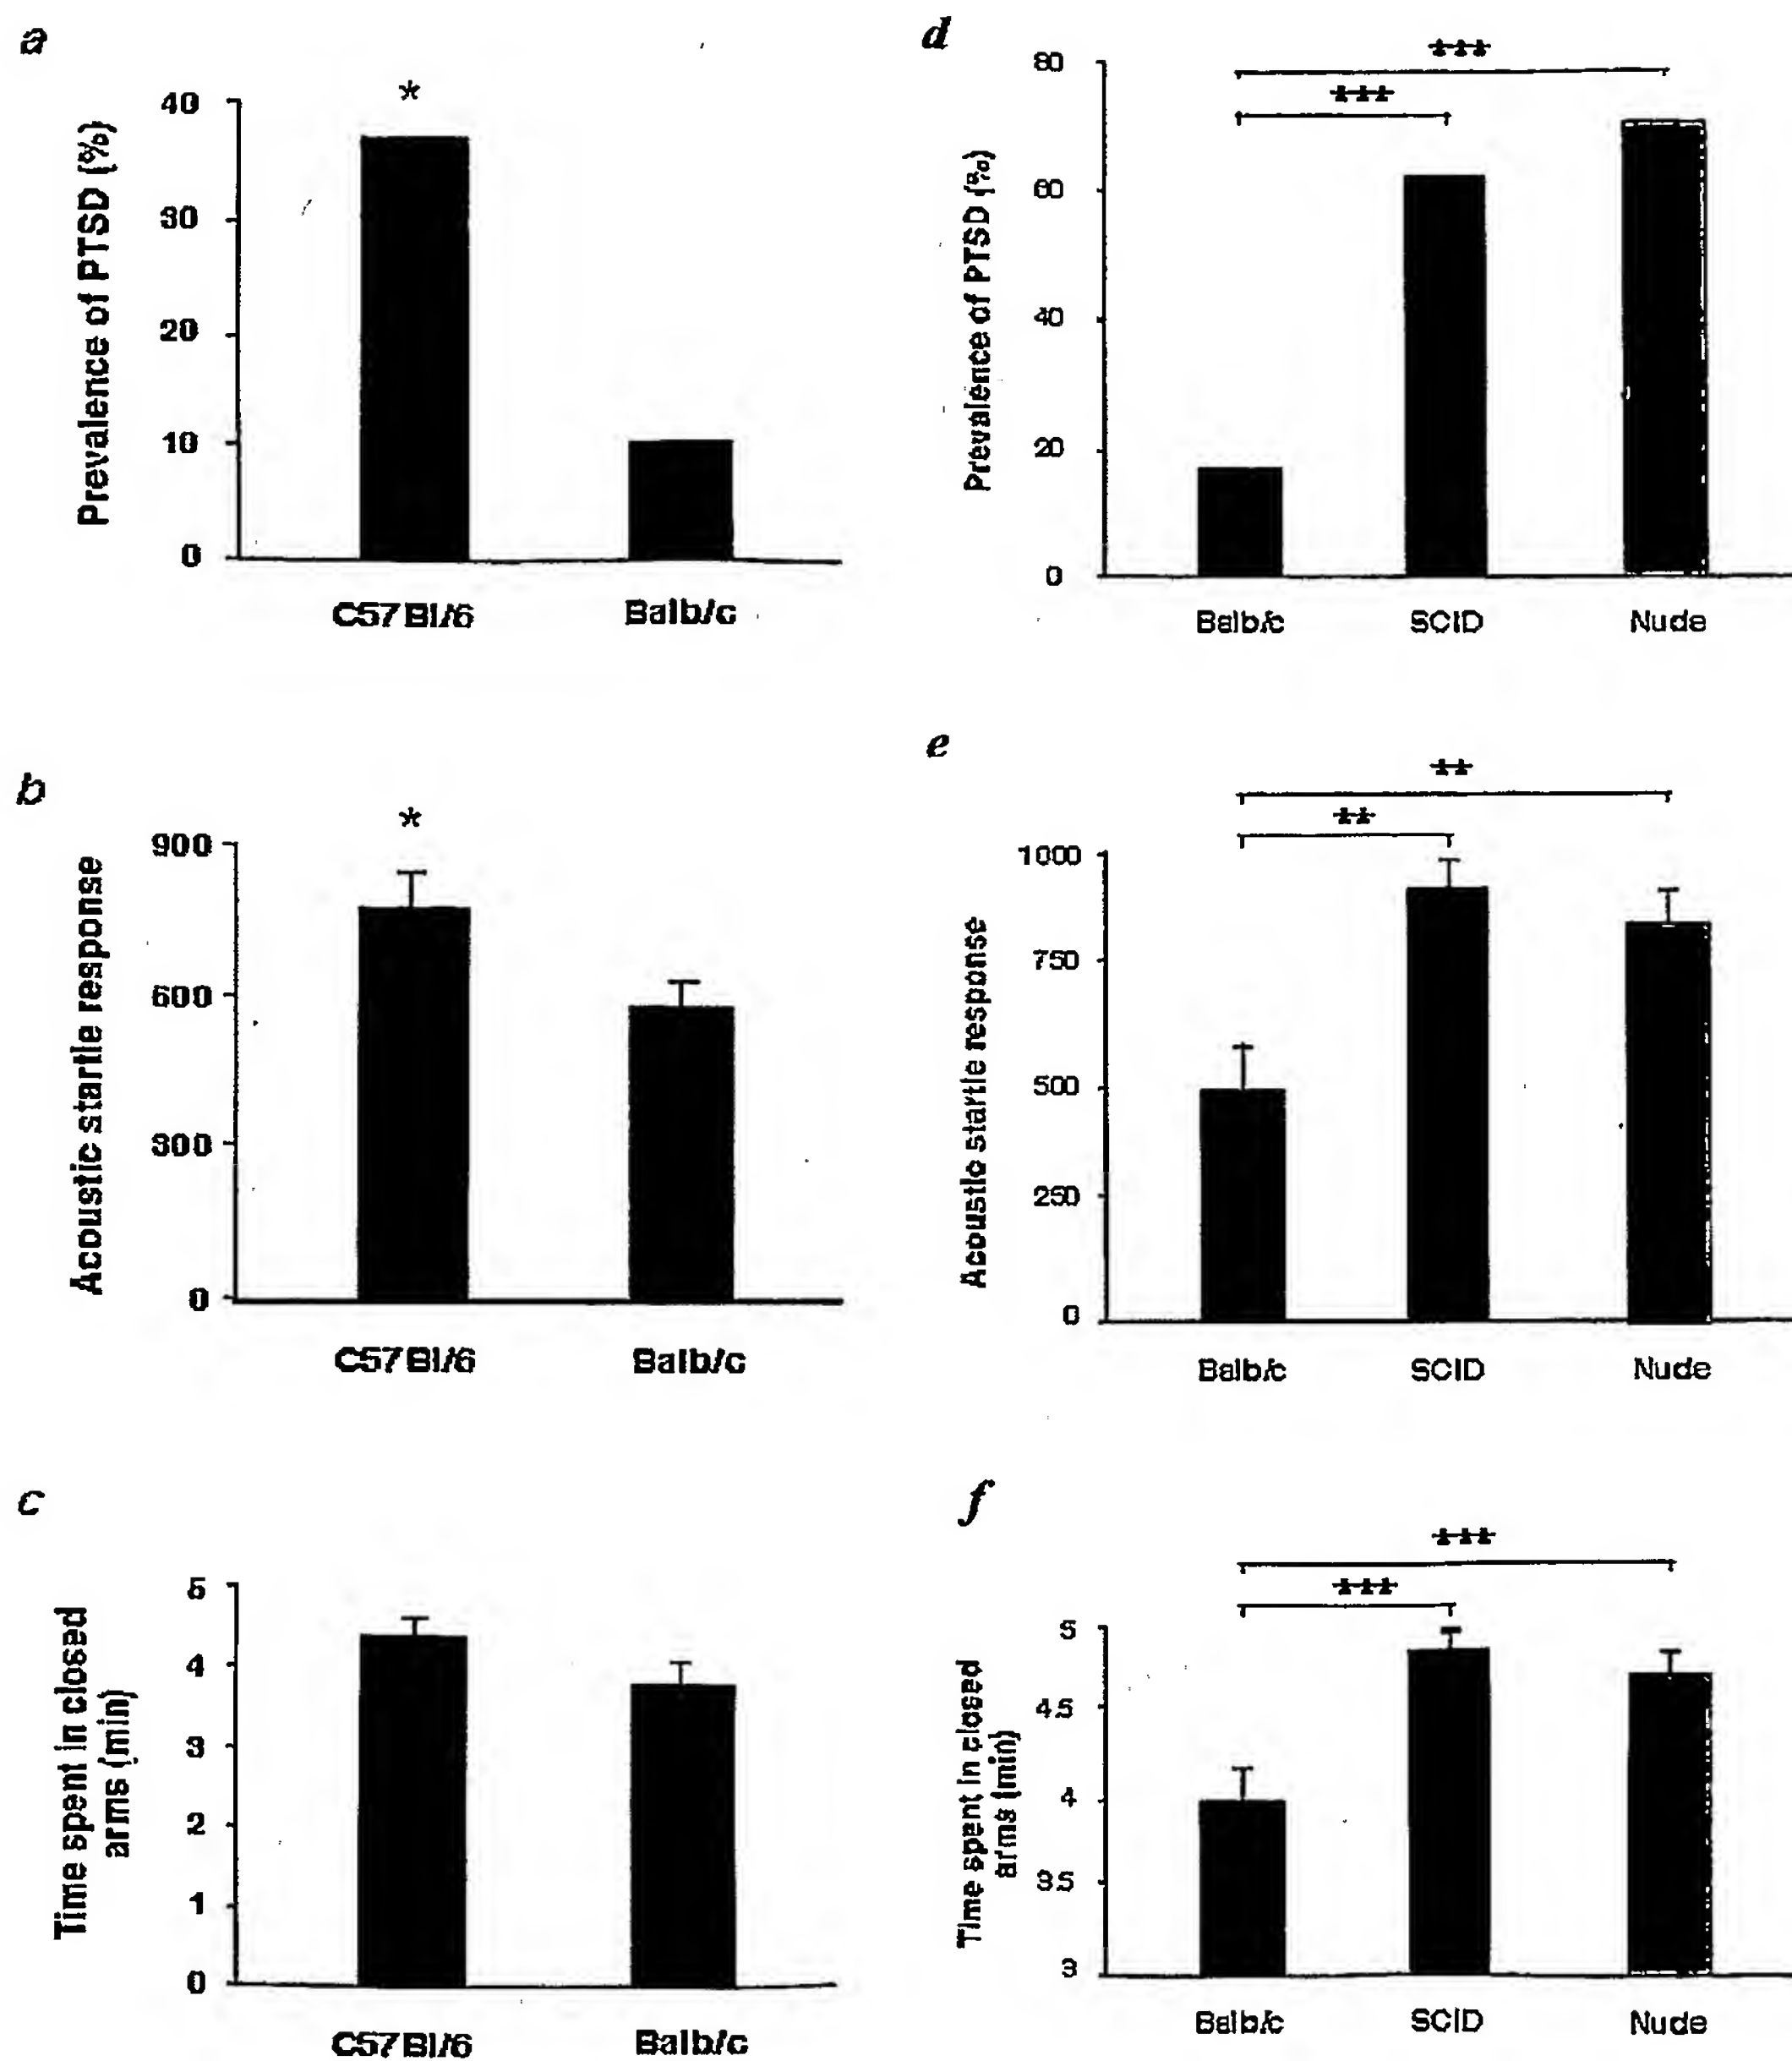 a
*
40
30
20
10
0
Prevalence of PTSD (%)
C57Bl/6 Balb/c
b
*
900
600
300
0
Acoustic startle response
C57Bl/6 Balb/c
c
5
4
3
2
1
0
Time spent in closed
arms (min)
C57Bl/6 Balb/c
d
***
***
80
60
40
20
0
Prevalence of PTSD (%)
Balb/c SCID Nude
e
**
**
1000
750
500
250
0
Acoustic startle response
Balb/c SCID Nude
f
***
***
5
4.5
4
3.5
3
Time spent in closed
arms (min)
Balb/c SCID Nude